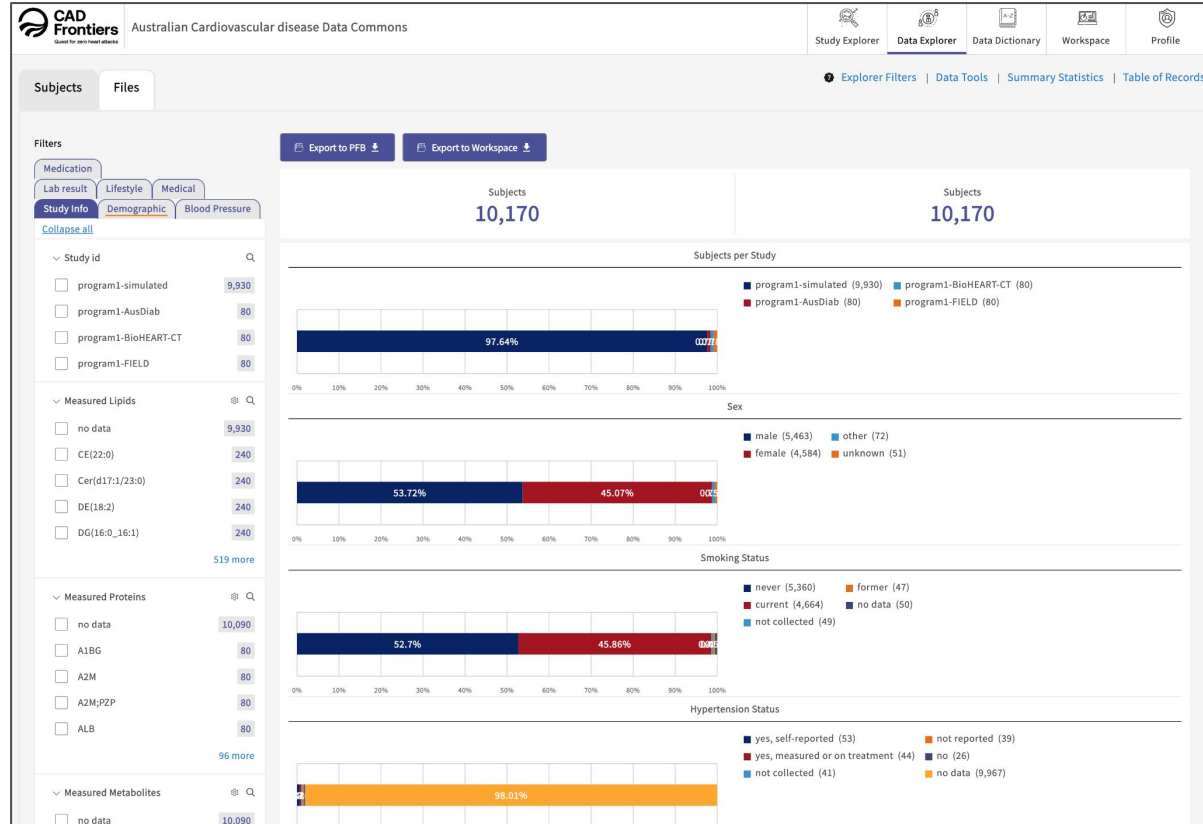 CAD
Frontiers
Quest for zero heart attacks
Australian Cardiovascular disease Data Commons
Study Explorer
Data Explorer
A-Z
Data Dictionary
Workspace
Profile
Subjects
Files
Explorer Filters | Data Tools | Summary Statistics | Table of Records
Filters
Medication
Lab result Lifestyle Medical
Study Info Demographic Blood Pressure
Collapse all
Study id
program1-simulated 9,930
program1-AusDiab 80
program1-BioHEART-CT 80
program1-FIELD 80
Measured Lipids
no data 9,930
CE(22:0) 240
Cer(d17:1/23:0) 240
DE(18:2) 240
DG(16:0_16:1) 240
519 more
Measured Proteins
no data 10,090
A1BG 80
A2M 80
A2M;PZP 80
ALB 80
96 more
Measured Metabolites
no data 10,090
Export to PFB
Export to Workspace
Subjects
10,170
Subjects
10,170
Subjects per Study
program1-simulated (9,930) program1-BioHEART-CT (80)
program1-AusDiab (80) program1-FIELD (80)
97.64%
0% 10% 20% 30% 40% 50% 60% 70% 80% 90% 100%
Sex
male (5,463) other (72)
female (4,584) unknown (51)
53.72% 45.07%
0% 10% 20% 30% 40% 50% 60% 70% 80% 90% 100%
Smoking Status
never (5,360) former (47)
current (4,664) no data (50)
not collected (49)
52.7% 45.86%
0% 10% 20% 30% 40% 50% 60% 70% 80% 90% 100%
Hypertension Status
yes, self-reported (53) not reported (39)
yes, measured or on treatment (44) no (26)
not collected (41) no data (9,967)
98.01%